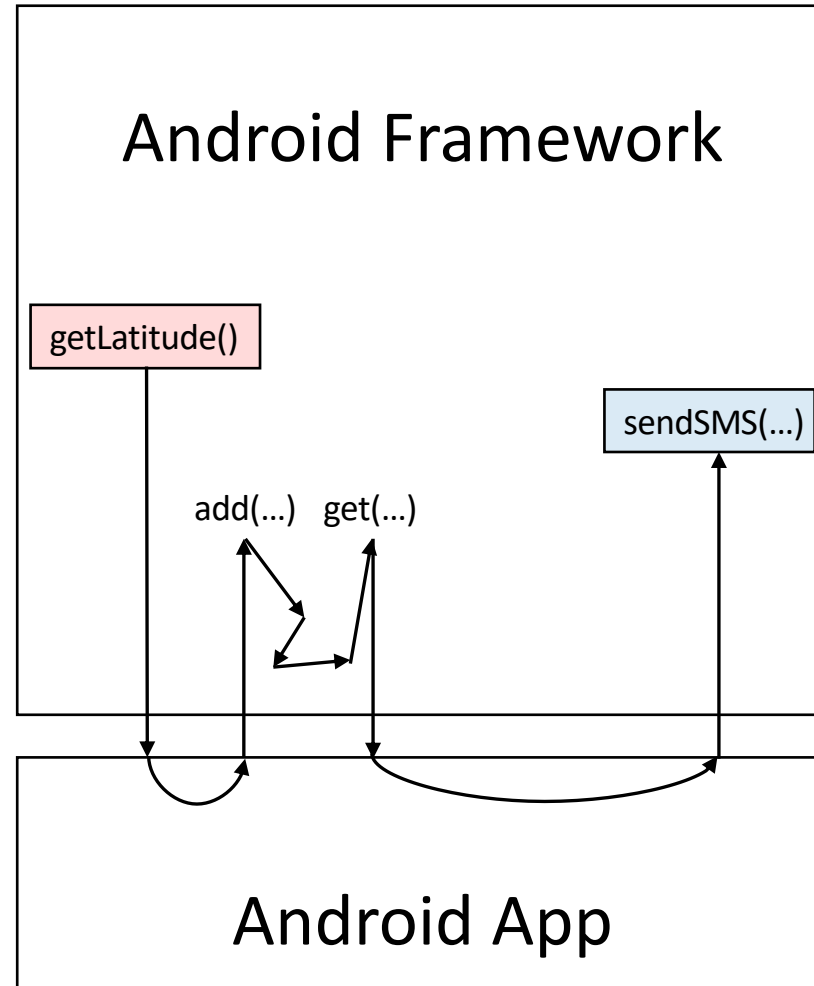 Android Framework
getLatitude()
sendSMS(…)
add(…) get(…)
Android App